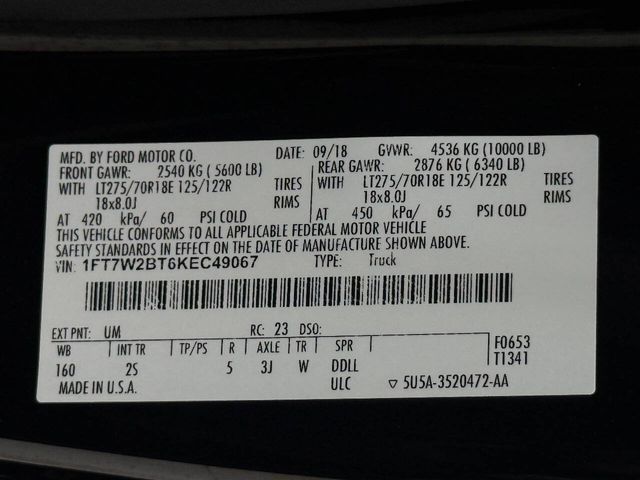 MFD. BY FORD MOTOR CO. DATE: 09/18 GVWR: 4536 KG (10000 LB)
FRONT GAWR: 2540 KG ( 5600 LB) REAR GAWR: 2876 KG ( 6340 LB)
WITH LT275/70R18E 125/122R TIRES WITH LT275/70R18E 125/122R TIRES
18x8.0J RIMS 18x8.0J RIMS
AT 420 kPa/ 60 PSI COLD AT 450 kPa/ 65 PSI COLD
THIS VEHICLE CONFORMS TO ALL APPLICABLE FEDERAL MOTOR VEHICLE
SAFETY STANDARDS IN EFFECT ON THE DATE OF MANUFACTURE SHOWN ABOVE.
VIN: 1FT7W2BT6KEC49067 TYPE: Truck
EXT PNT: UM RC: 23 DSO: F0653
WB INT TR TP/PS R AXLE TR SPR T1341
160 2S 5 3J W DDLL
MADE IN U.S.A. ULC ▽ 5U5A-3520472-AA